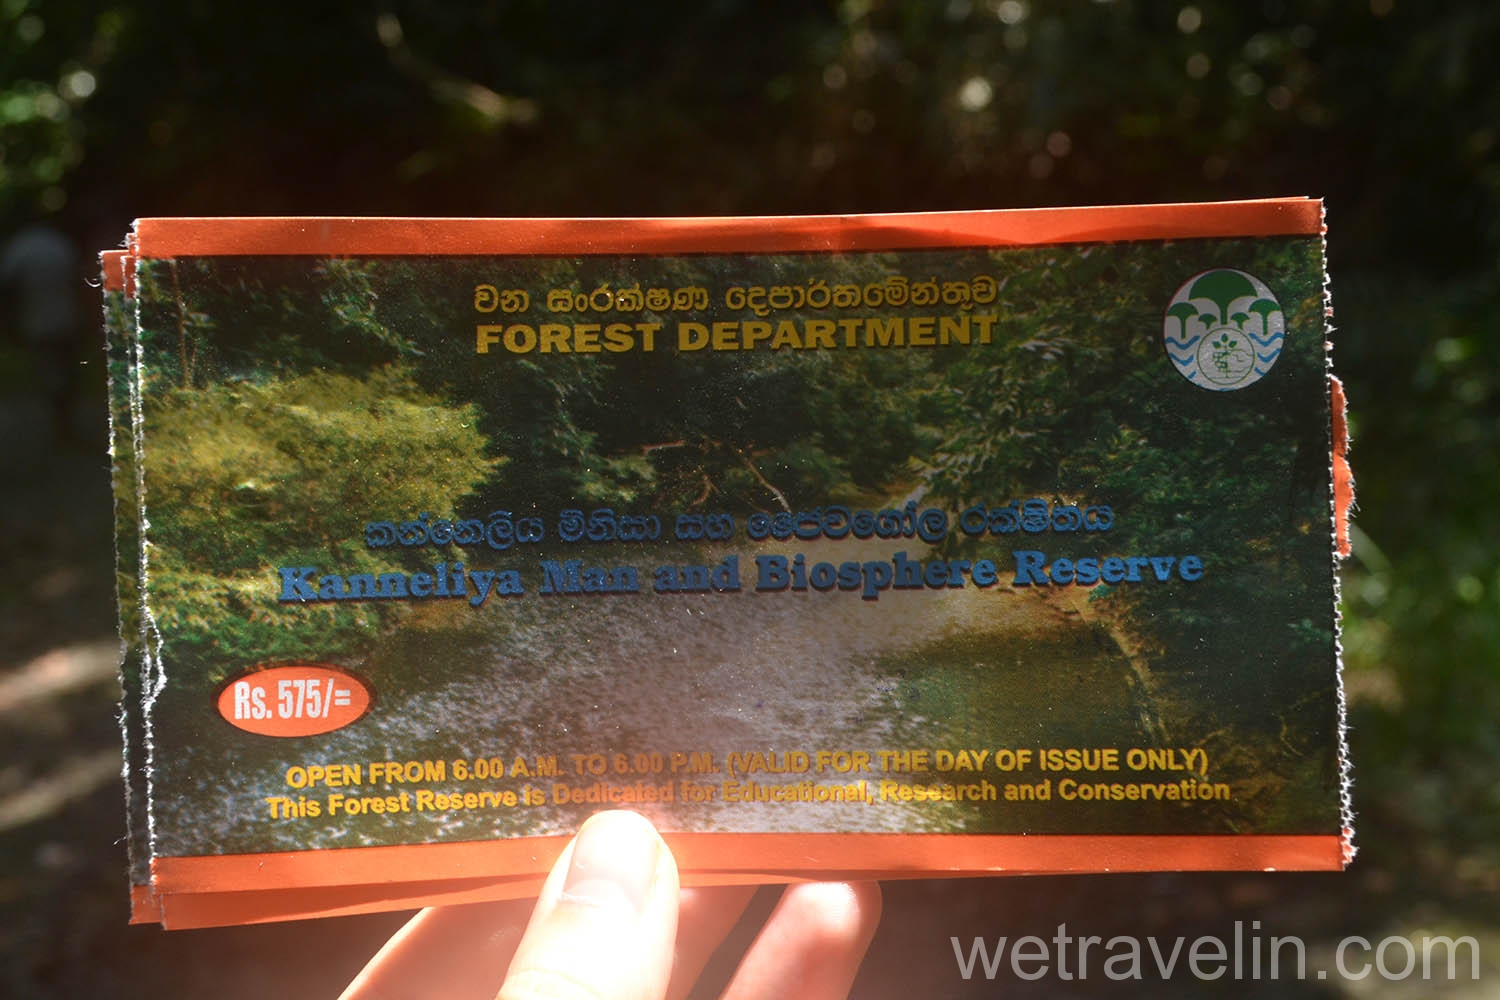 වන සංරක්ෂණ දෙපාර්තමේන්තුව
FOREST DEPARTMENT
කන්නෙලිය මිනිසා සහ ජෛවගෝල රක්ෂිතය
Kanneliya Man and Biosphere Reserve
Rs. 575/=
OPEN FROM 6.00 A.M. TO 6.00 P.M. (VALID FOR THE DAY OF ISSUE ONLY)
This Forest Reserve is Dedicated for Educational, Research and Conservation
wetravelin.com